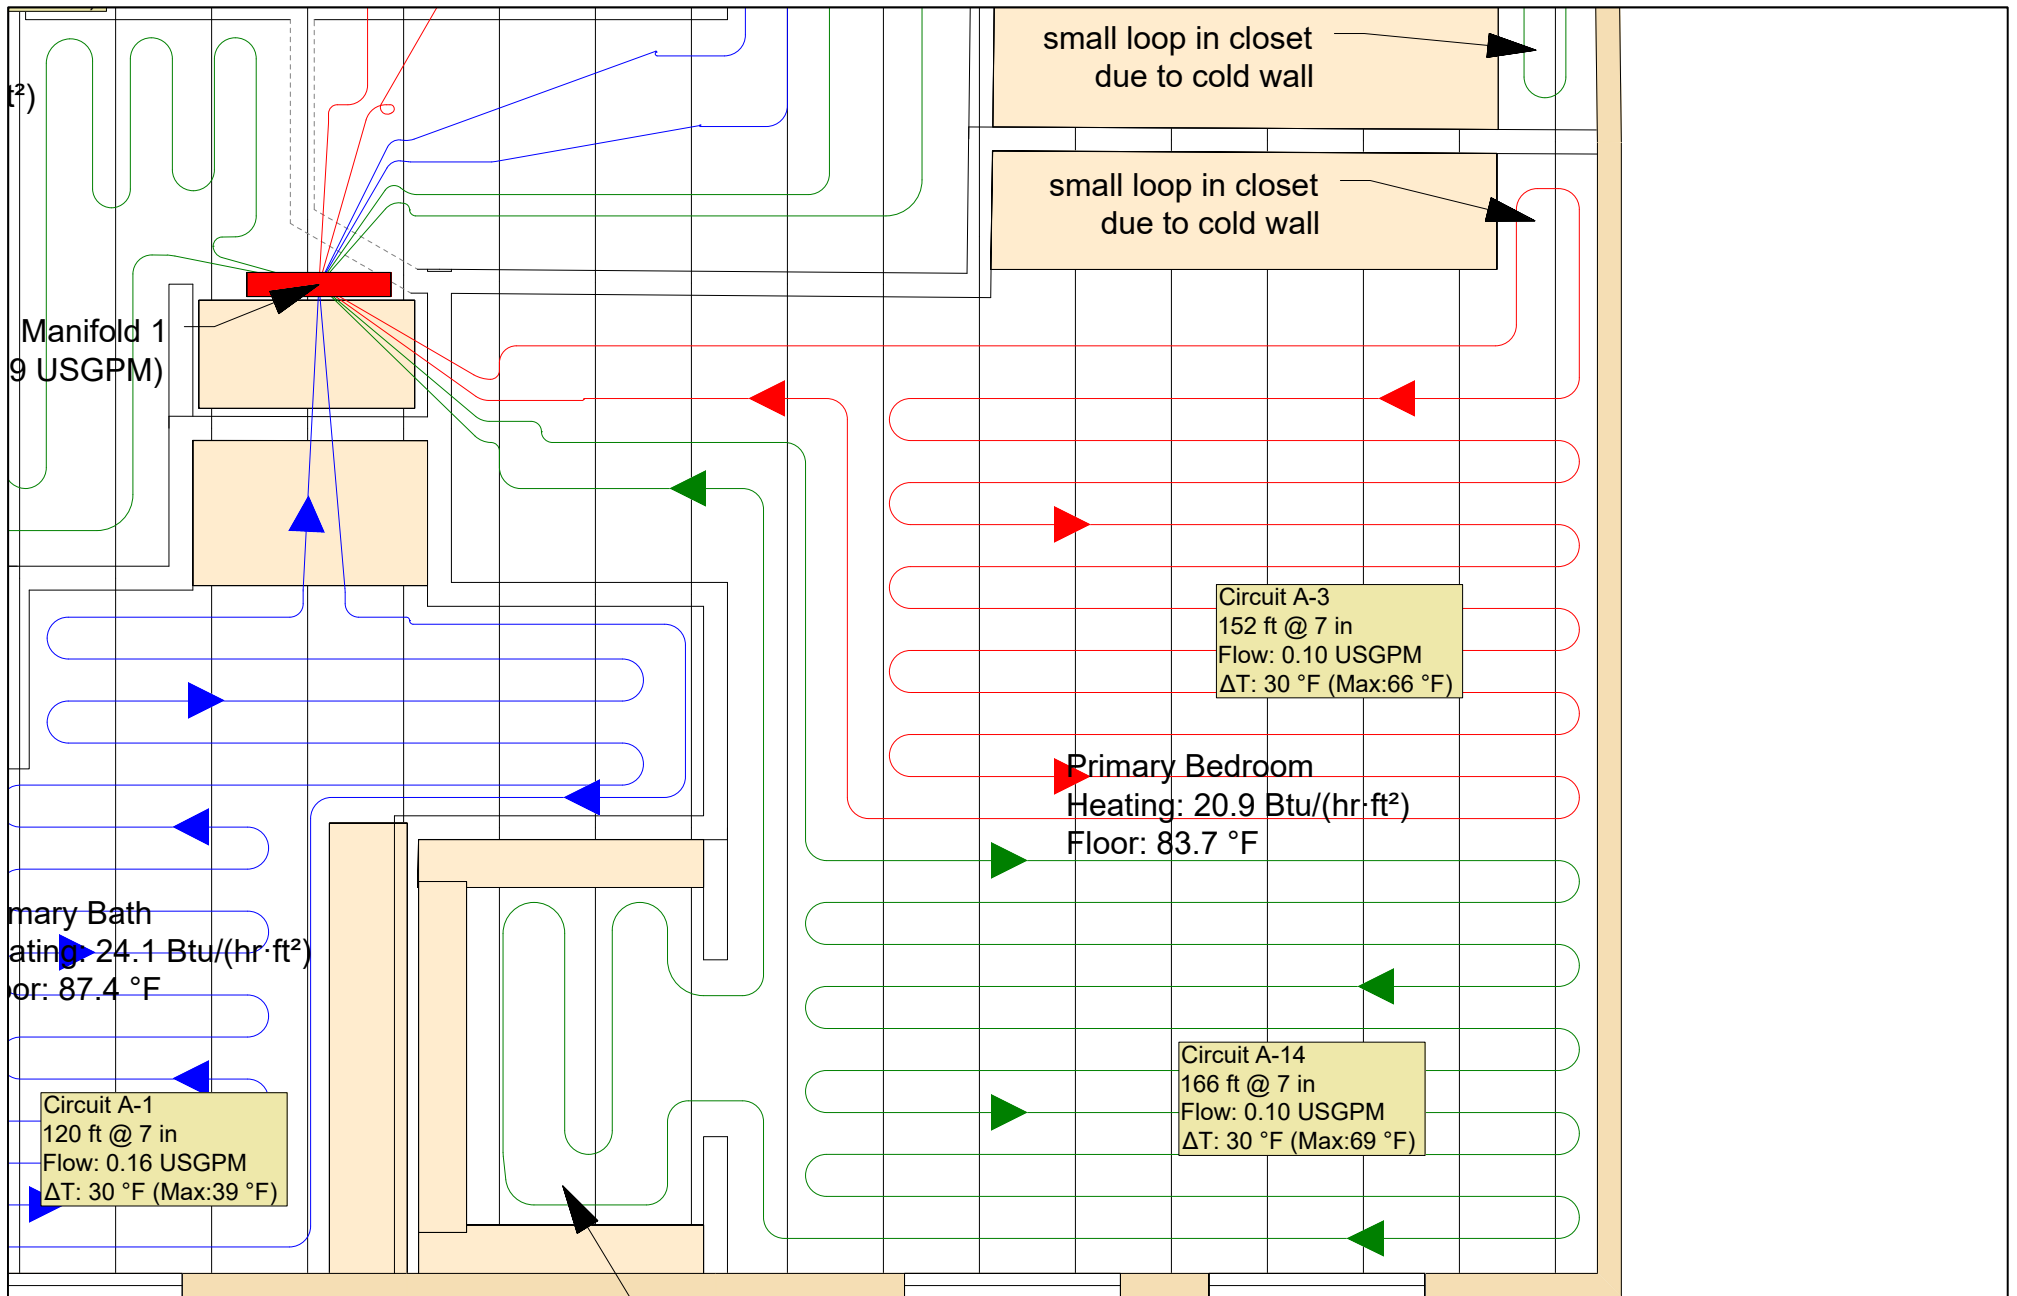 small loop in closet
due to cold wall
t²)
small loop in closet
due to cold wall
Manifold 1
9 USGPM)
Circuit A-3
152 ft @ 7 in
Flow: 0.10 USGPM
ΔT: 30 °F (Max:66 °F)
Primary Bedroom
Heating: 20.9 Btu/(hr·ft²)
Floor: 83.7 °F
mary Bath
ating: 24.1 Btu/(hr·ft²)
oor: 87.4 °F
Circuit A-14
166 ft @ 7 in
Flow: 0.10 USGPM
ΔT: 30 °F (Max:69 °F)
Circuit A-1
120 ft @ 7 in
Flow: 0.16 USGPM
ΔT: 30 °F (Max:39 °F)